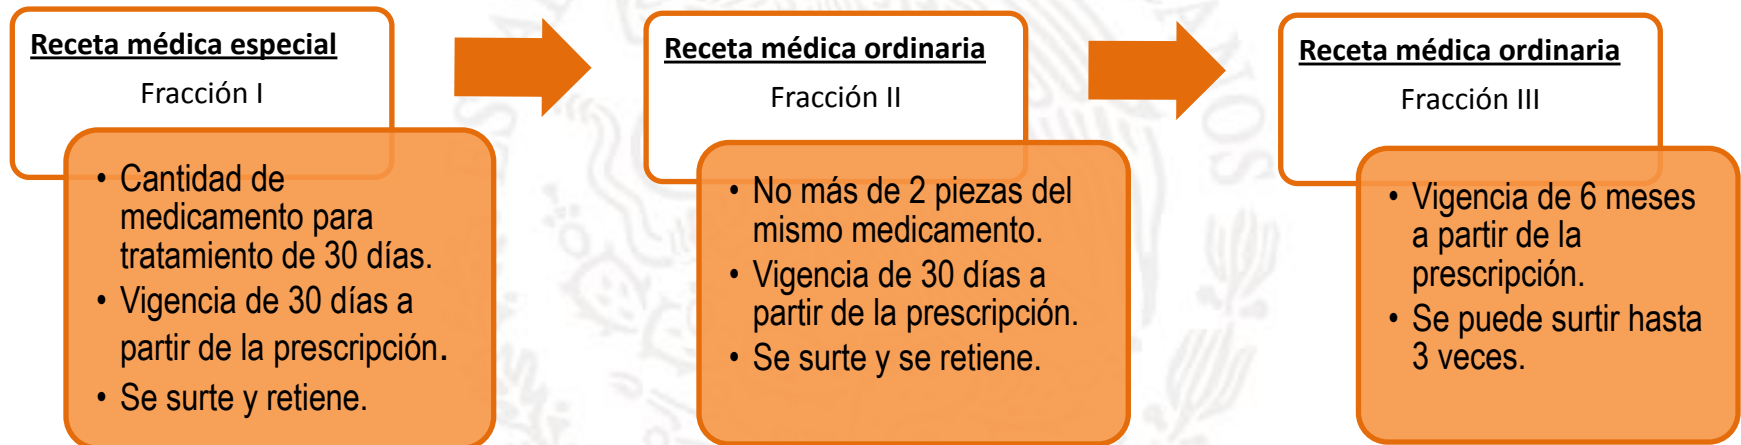 Receta médica especial
Fracción I
• Cantidad de
medicamento para
tratamiento de 30 días.
• Vigencia de 30 días a
partir de la prescripción.
• Se surte y retiene.
Receta médica ordinaria
Fracción II
• No más de 2 piezas del
mismo medicamento.
• Vigencia de 30 días a
partir de la prescripción.
• Se surte y se retiene.
Receta médica ordinaria
Fracción III
• Vigencia de 6 meses
a partir de la
prescripción.
• Se puede surtir hasta
3 veces.